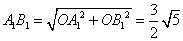 A₁B₁ = √(OA₁² + OB₁²) = 3/2 √5